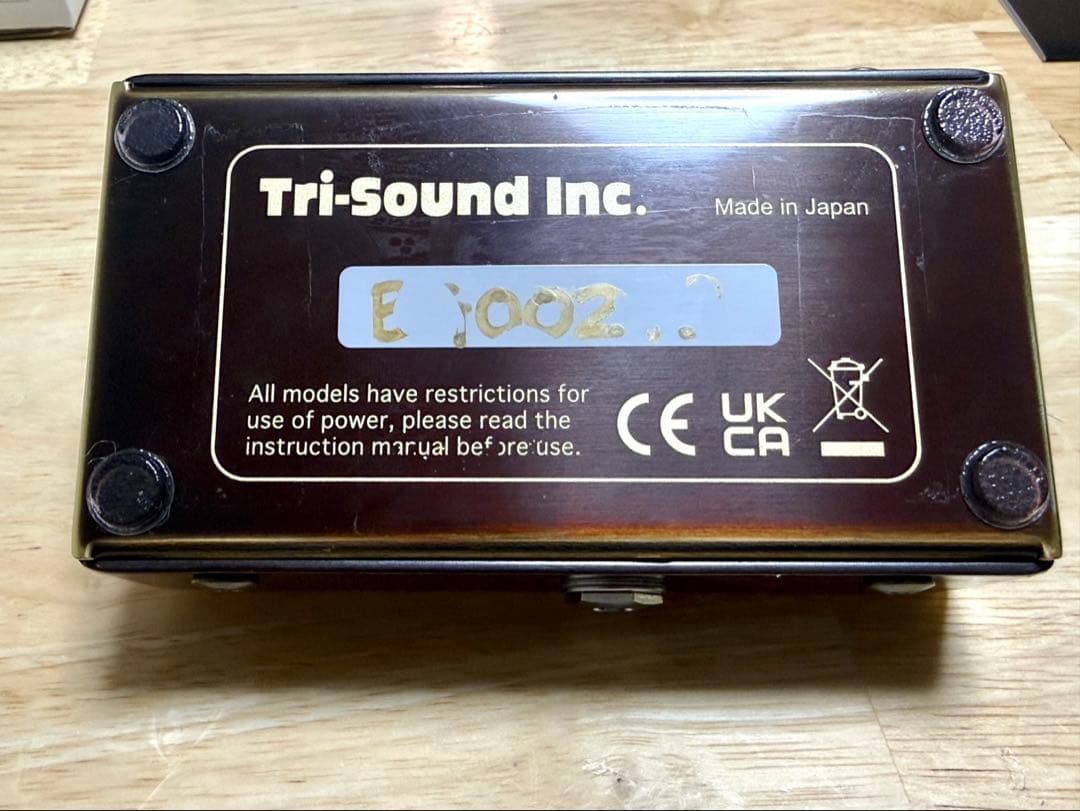 Tri-Sound Inc.
Made in Japan
All models have restrictions for
use of power, please read the
instruction manual before use.
CE
UK
CA